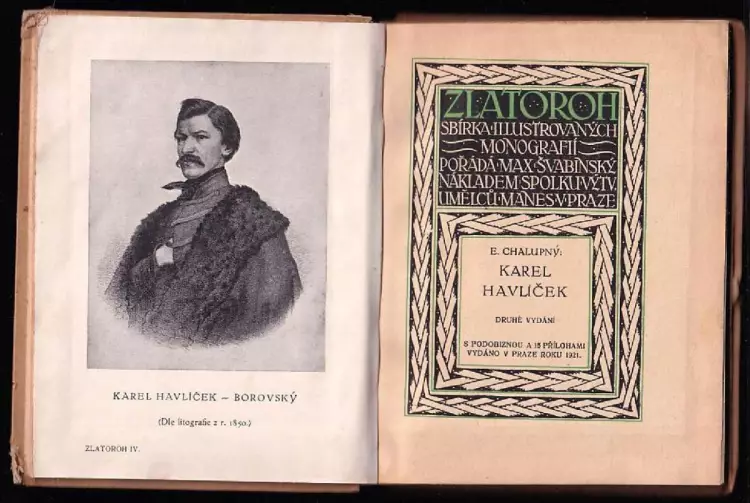 KAREL HAVLÍČEK – BOROVSKÝ
(Dle litografie z r. 1850.)
ZLATOROH IV.
ZLATOROH
SBÍRKA·ILLUSTROVANÝCH
MONOGRAFIÍ
POŘÁDÁ·MAX·ŠVABINSKÝ
NÁKLADEM·SPOLKU·VÝTV.
UMĚLCŮ·MANES·V·PRAZE
E. CHALUPNÝ:
KAREL
HAVLÍČEK
DRUHÉ VYDÁNÍ
S PODOBIZNOU A 15 PŘÍLOHAMI
VYDÁNO V PRAZE ROKU 1921.